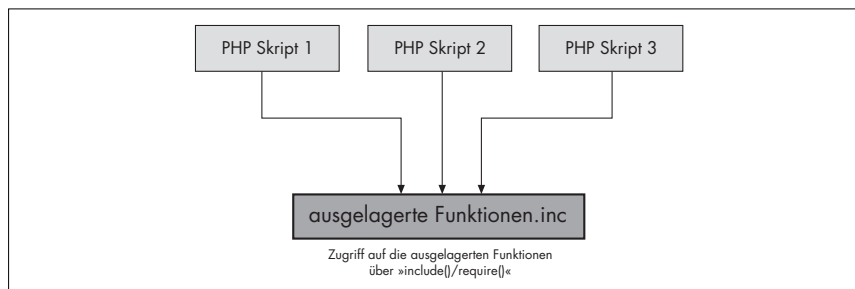 PHP Skript 1
PHP Skript 2
PHP Skript 3
ausgelagerte Funktionen.inc
Zugriff auf die ausgelagerten Funktionen
über »include()/require()«